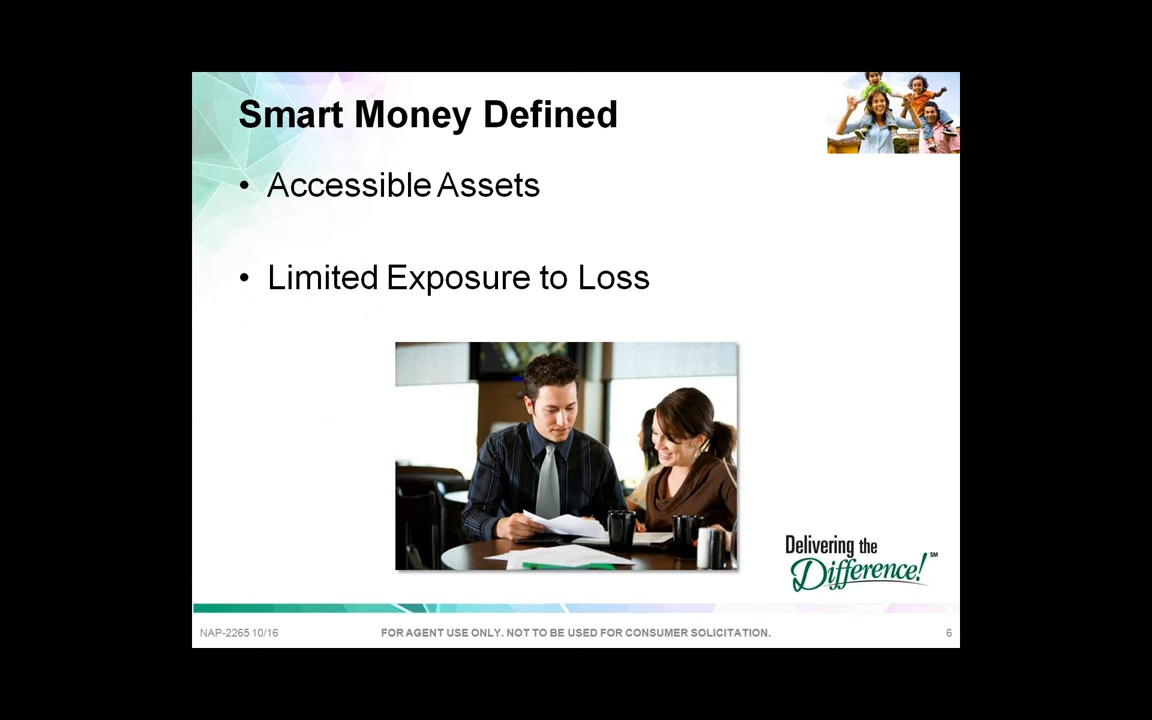 Smart Money Defined
• Accessible Assets
• Limited Exposure to Loss
Delivering the
Difference! SM
NAP-2265 10/16
FOR AGENT USE ONLY. NOT TO BE USED FOR CONSUMER SOLICITATION.
6